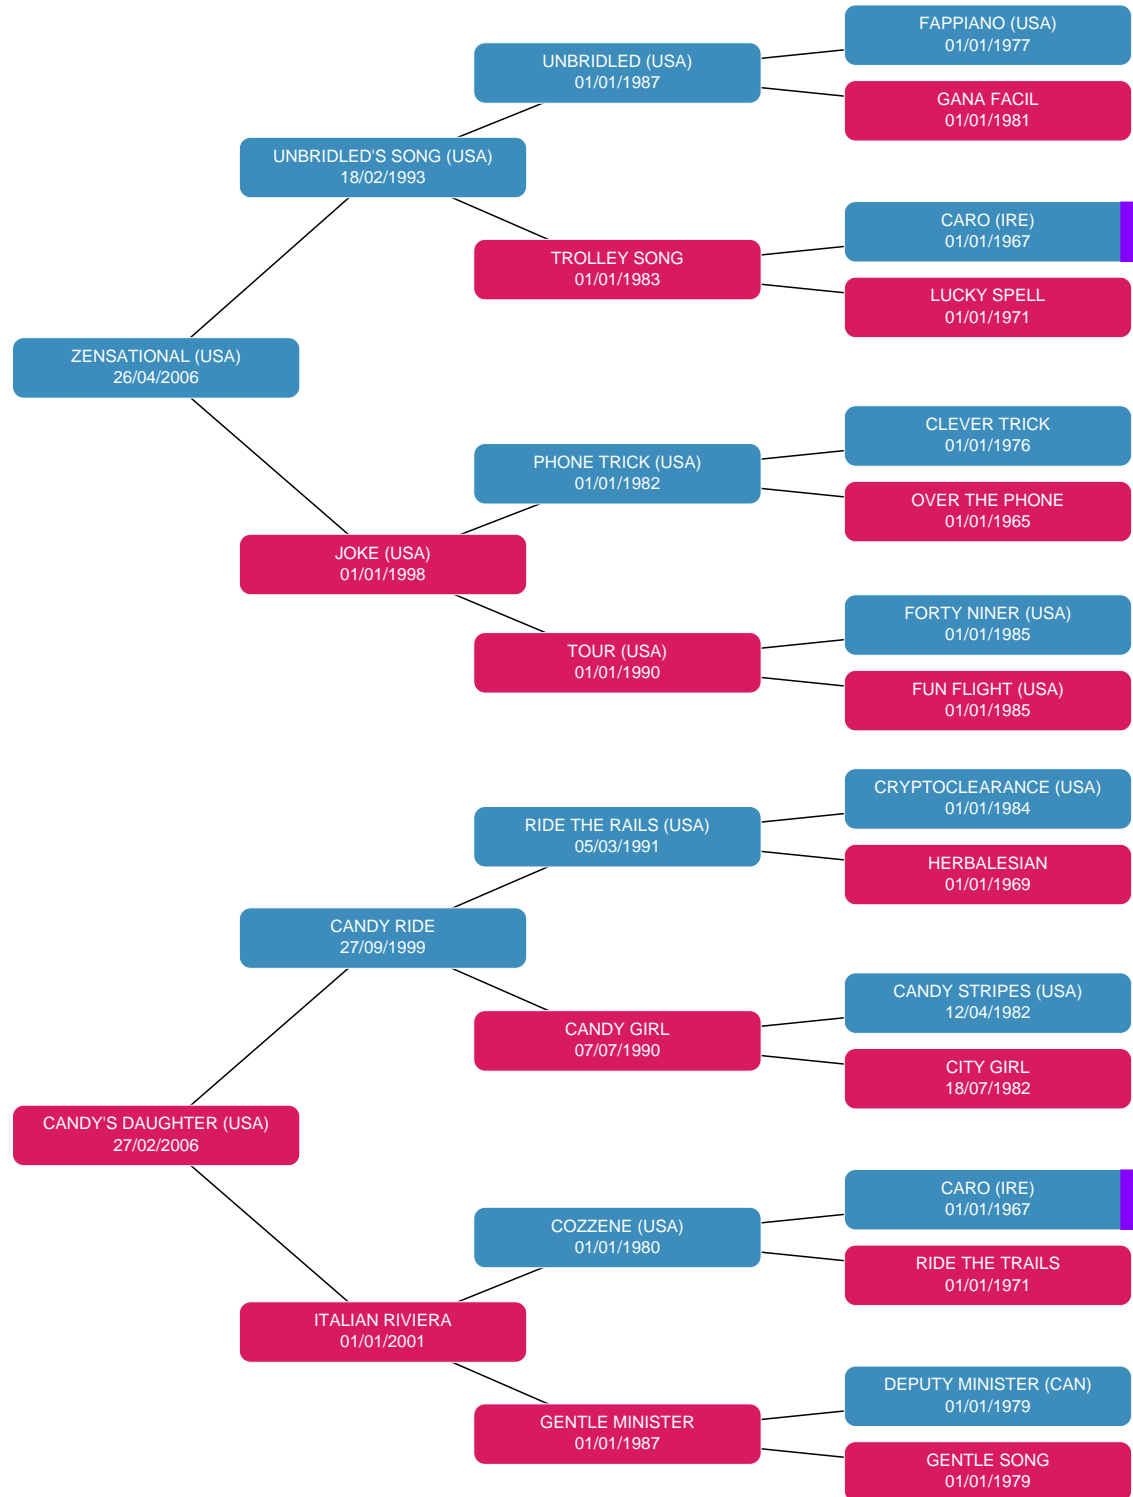 FAPPIANO (USA)
01/01/1977
UNBRIDLED (USA)
01/01/1987
GANA FACIL
01/01/1981
UNBRIDLED'S SONG (USA)
18/02/1993
CARO (IRE)
01/01/1967
TROLLEY SONG
01/01/1983
LUCKY SPELL
01/01/1971
ZENSATIONAL (USA)
26/04/2006
CLEVER TRICK
01/01/1976
PHONE TRICK (USA)
01/01/1982
OVER THE PHONE
01/01/1965
JOKE (USA)
01/01/1998
FORTY NINER (USA)
01/01/1985
TOUR (USA)
01/01/1990
FUN FLIGHT (USA)
01/01/1985
CRYPTOCLEARANCE (USA)
01/01/1984
RIDE THE RAILS (USA)
05/03/1991
HERBALESIAN
01/01/1969
CANDY RIDE
27/09/1999
CANDY STRIPES (USA)
12/04/1982
CANDY GIRL
07/07/1990
CITY GIRL
18/07/1982
CANDY'S DAUGHTER (USA)
27/02/2006
CARO (IRE)
01/01/1967
COZZENE (USA)
01/01/1980
RIDE THE TRAILS
01/01/1971
ITALIAN RIVIERA
01/01/2001
DEPUTY MINISTER (CAN)
01/01/1979
GENTLE MINISTER
01/01/1987
GENTLE SONG
01/01/1979